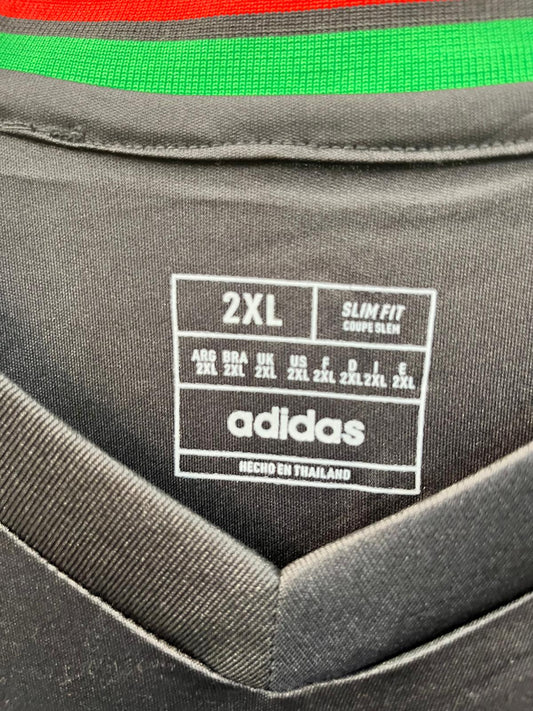 2XL
SLIM FIT
COUPE SLIM
ARG BRA UK US F D I E
2XL 2XL 2XL 2XL 2XL 2XL 2XL 2XL
adidas
HECHO EN THAILAND